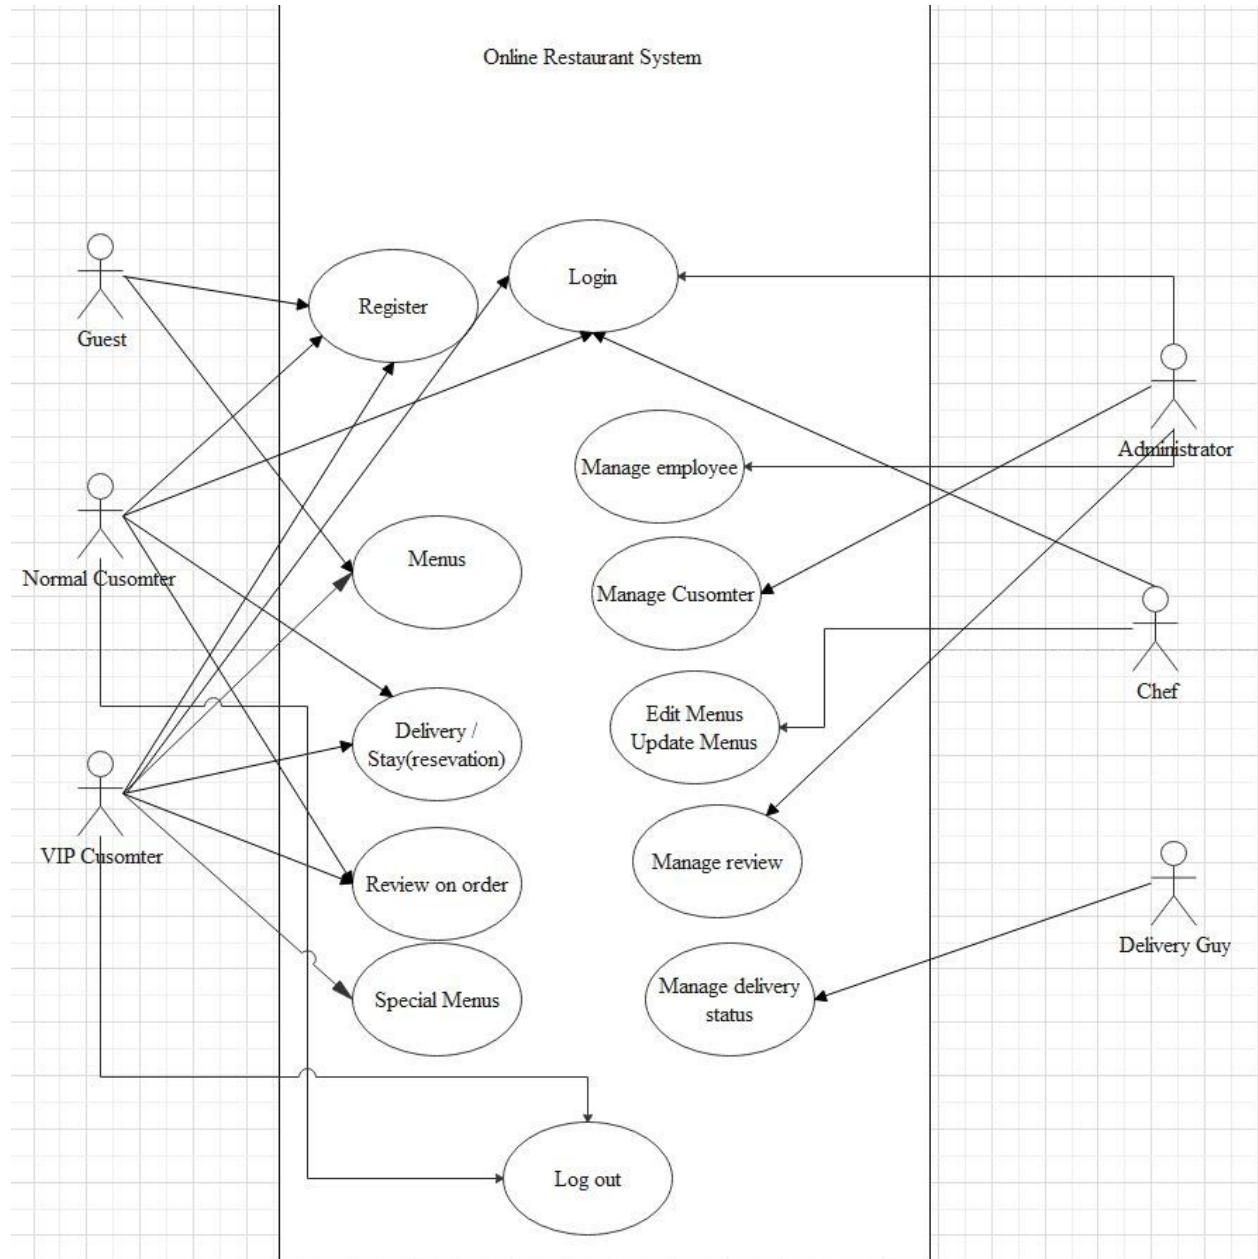 Online Restaurant System
Login
Register
Guest
Administrator
Manage employee
Menus
Normal Cusomter
Manage Cusomter
Chef
Edit Menus
Update Menus
Delivery /
Stay(resevation)
VIP Cusomter
Manage review
Review on order
Delivery Guy
Special Menus
Manage delivery
status
Log out